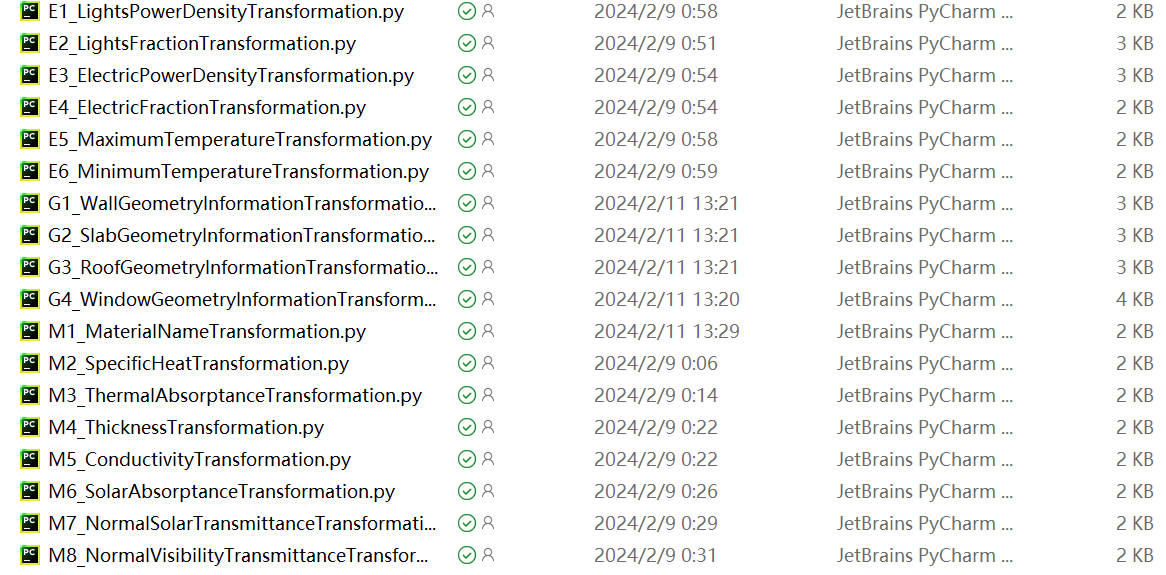 E1_LightsPowerDensityTransformation.py 2024/2/9 0:58 JetBrains PyCharm ... 2 KB
E2_LightsFractionTransformation.py 2024/2/9 0:51 JetBrains PyCharm ... 3 KB
E3_ElectricPowerDensityTransformation.py 2024/2/9 0:54 JetBrains PyCharm ... 3 KB
E4_ElectricFractionTransformation.py 2024/2/9 0:54 JetBrains PyCharm ... 2 KB
E5_MaximumTemperatureTransformation.py 2024/2/9 0:58 JetBrains PyCharm ... 2 KB
E6_MinimumTemperatureTransformation.py 2024/2/9 0:59 JetBrains PyCharm ... 2 KB
G1_WallGeometryInformationTransformatio... 2024/2/11 13:21 JetBrains PyCharm ... 3 KB
G2_SlabGeometryInformationTransformatio... 2024/2/11 13:21 JetBrains PyCharm ... 3 KB
G3_RoofGeometryInformationTransformatio... 2024/2/11 13:21 JetBrains PyCharm ... 3 KB
G4_WindowGeometryInformationTransform... 2024/2/11 13:20 JetBrains PyCharm ... 4 KB
M1_MaterialNameTransformation.py 2024/2/11 13:29 JetBrains PyCharm ... 2 KB
M2_SpecificHeatTransformation.py 2024/2/9 0:06 JetBrains PyCharm ... 2 KB
M3_ThermalAbsorptanceTransformation.py 2024/2/9 0:14 JetBrains PyCharm ... 2 KB
M4_ThicknessTransformation.py 2024/2/9 0:22 JetBrains PyCharm ... 2 KB
M5_ConductivityTransformation.py 2024/2/9 0:22 JetBrains PyCharm ... 2 KB
M6_SolarAbsorptanceTransformation.py 2024/2/9 0:26 JetBrains PyCharm ... 2 KB
M7_NormalSolarTransmittanceTransformati... 2024/2/9 0:29 JetBrains PyCharm ... 2 KB
M8_NormalVisibilityTransmittanceTransfor... 2024/2/9 0:31 JetBrains PyCharm ... 2 KB